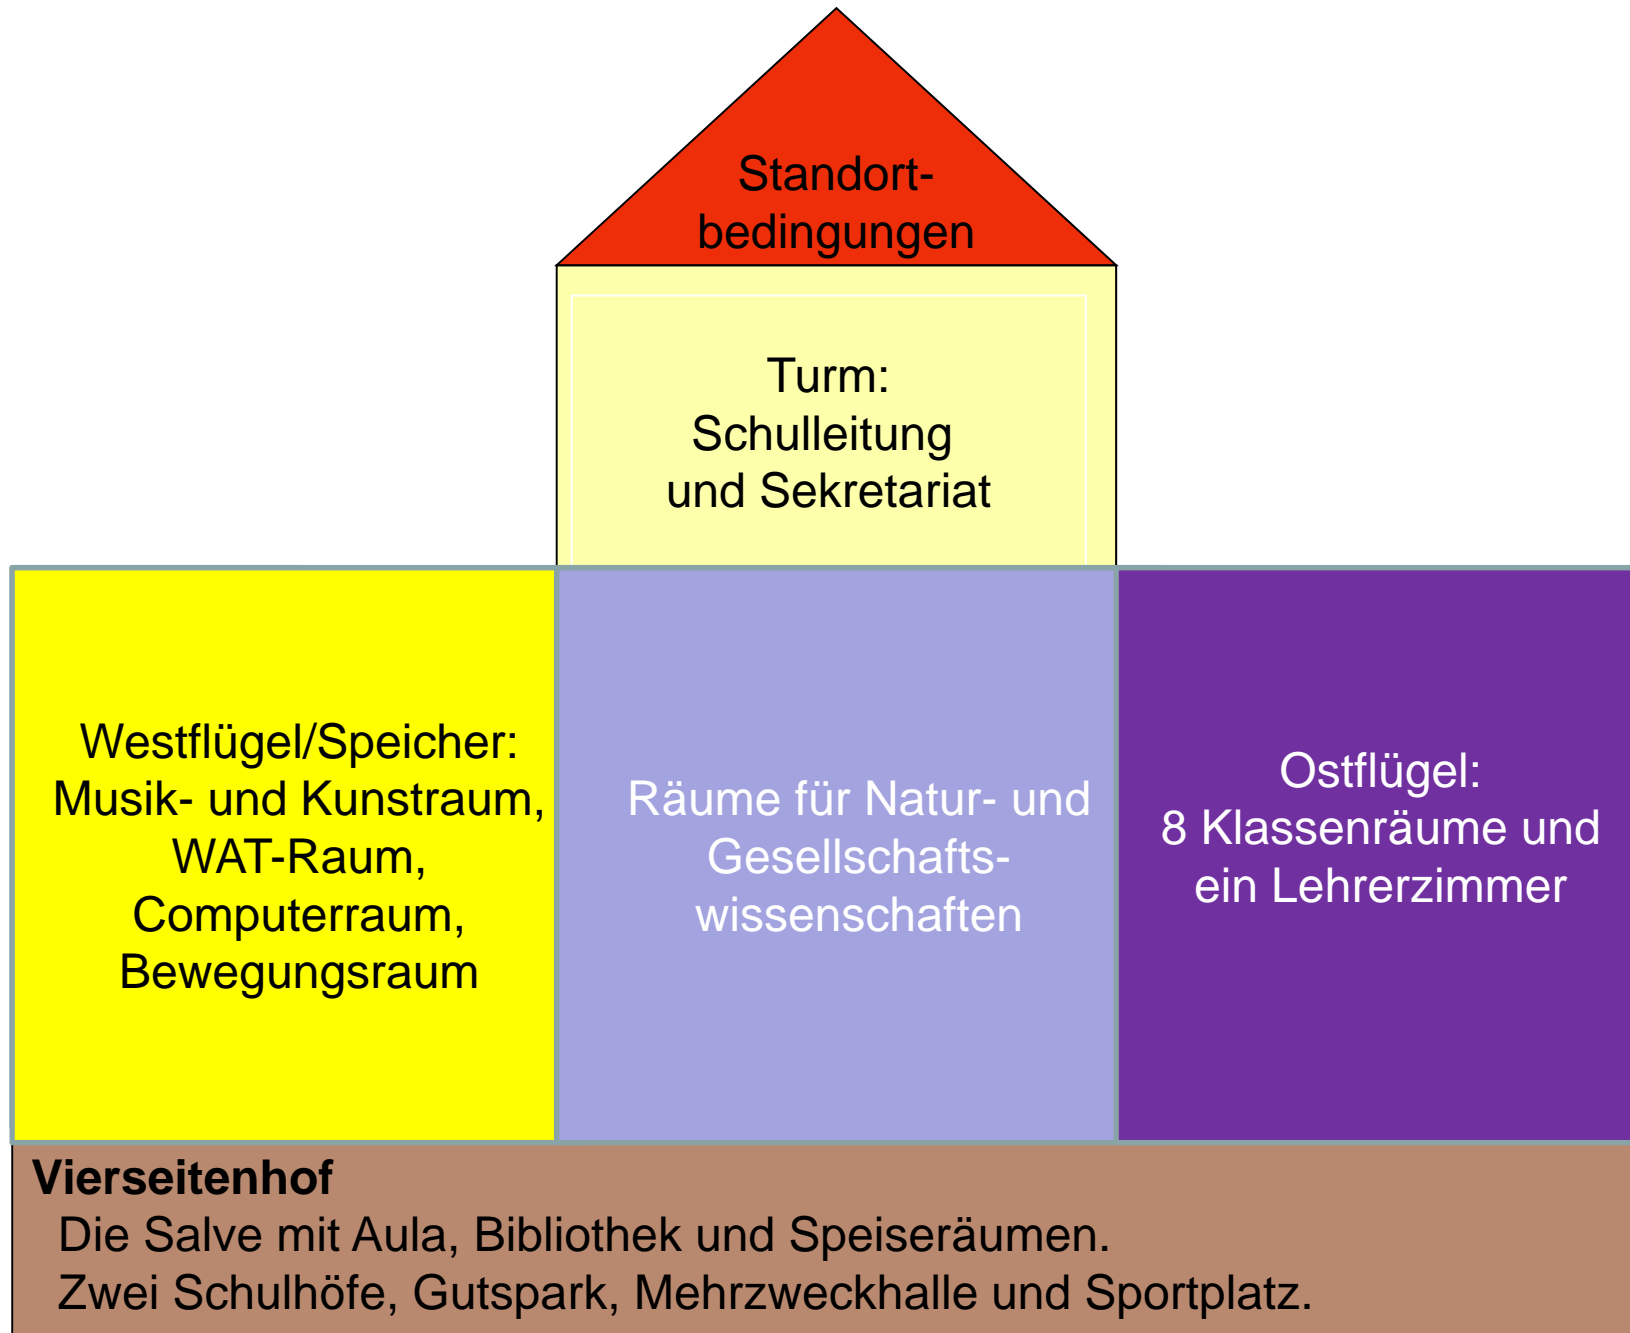 Standort-
bedingungen
Turm:
Schulleitung
und Sekretariat
Westflügel/Speicher:
Musik- und Kunstraum,
WAT-Raum,
Computerraum,
Bewegungsraum
Räume für Natur- und
Gesellschafts-
wissenschaften
Ostflügel:
8 Klassenräume und
ein Lehrerzimmer
Vierseitenhof
Die Salve mit Aula, Bibliothek und Speiseräumen.
Zwei Schulhöfe, Gutspark, Mehrzweckhalle und Sportplatz.